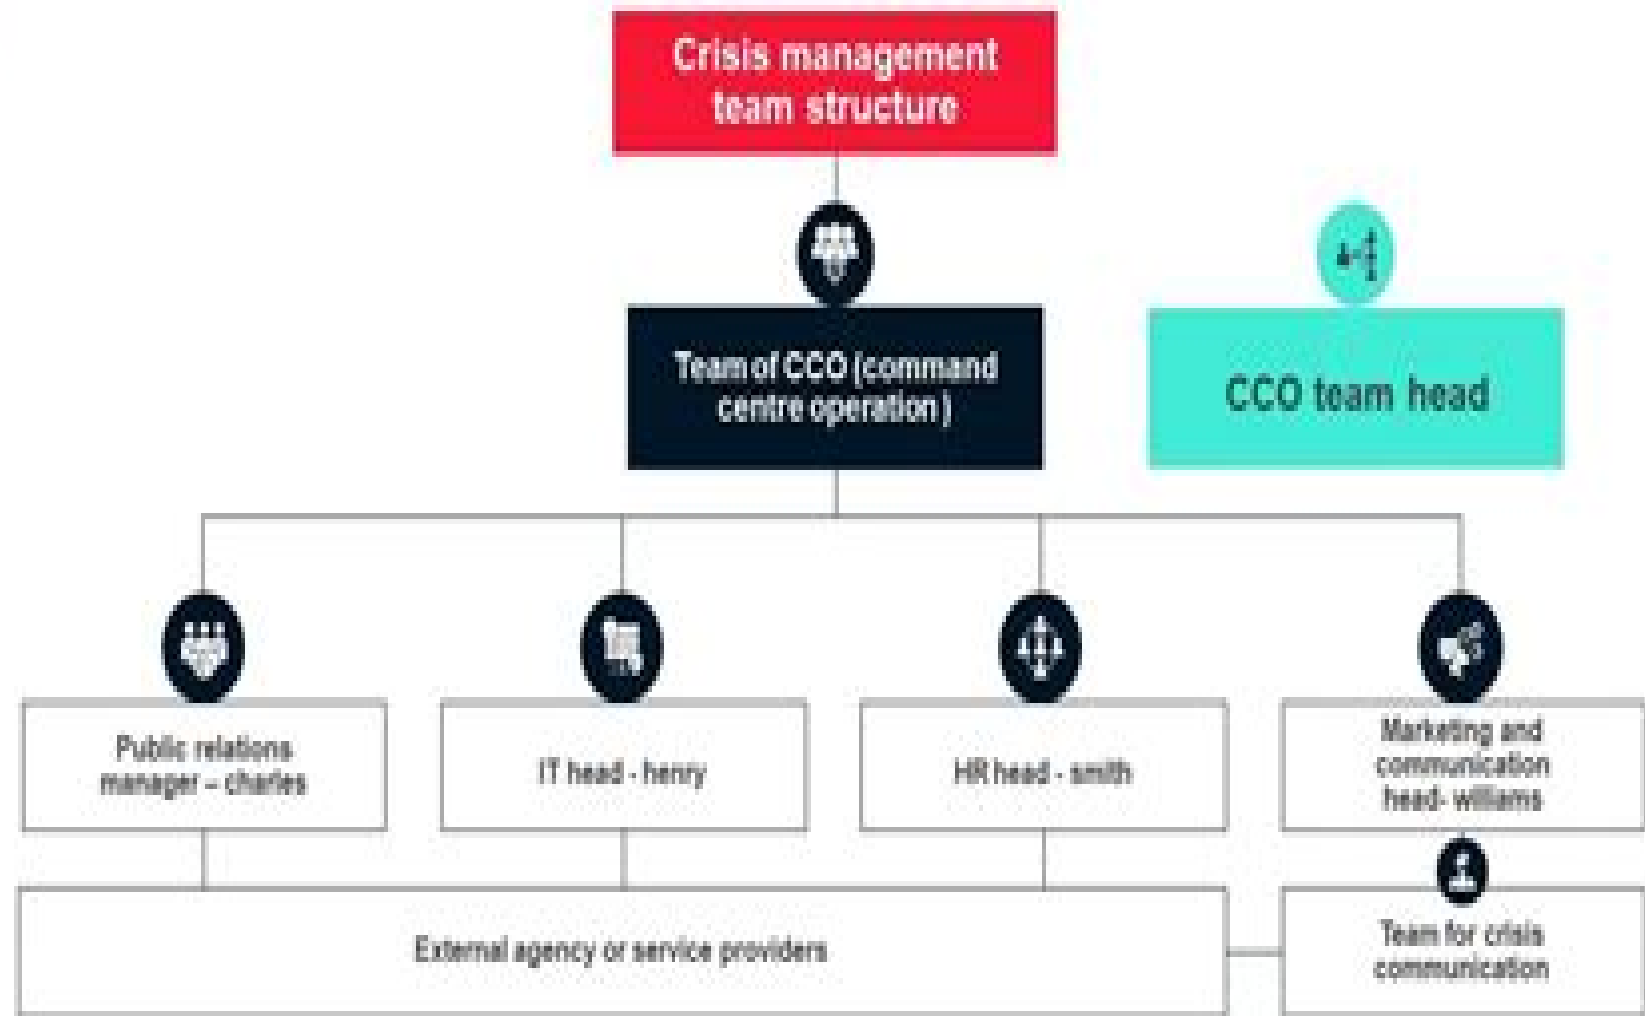 Crisis management
team structure
Team of CCO (command
centre operation)
CCO team head
Public relations
manager – charles
IT head - henry
HR head - smith
Marketing and
communication
head- williams
External agency or service providers
Team for crisis
communication